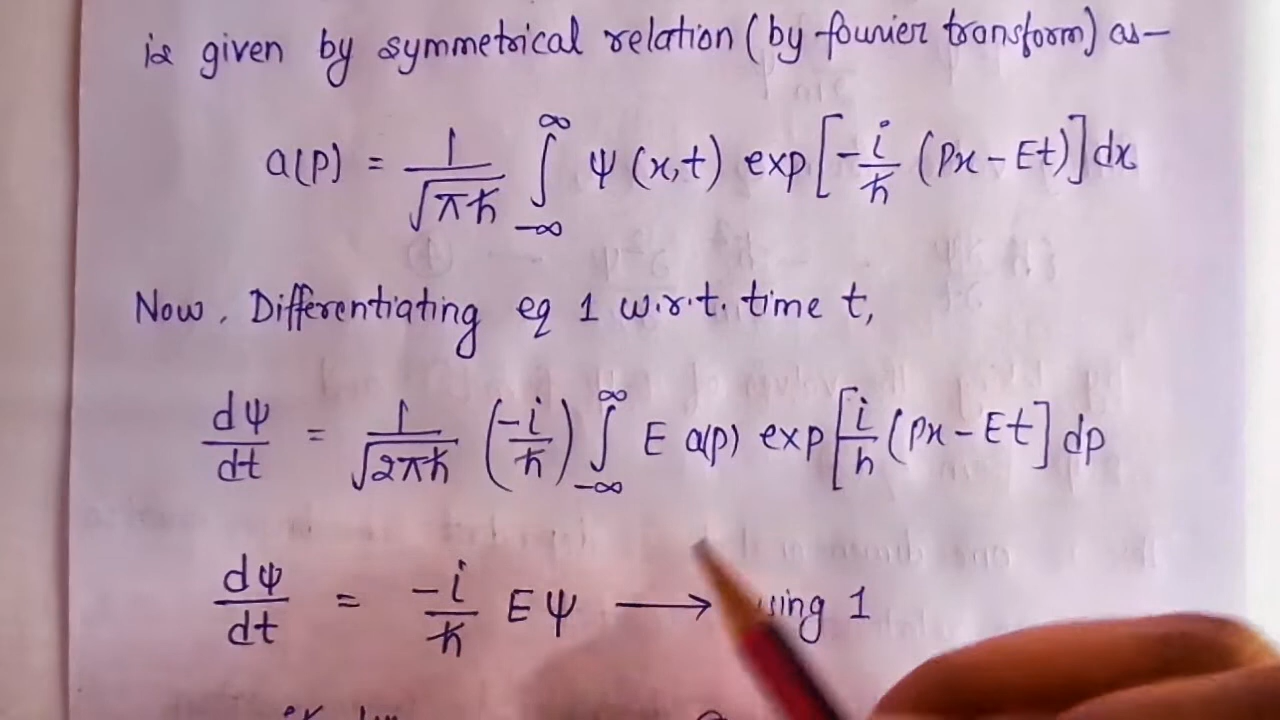 is given by symmetrical relation (by fourier transform) as–
a(p) = 1/√πℏ ∫_{-∞}^{∞} ψ(x,t) exp[-i/ℏ (px – Et)] dx
Now, Differentiating eq 1 w.r.t. time t,
dψ/dt = 1/√2πℏ (-i/ℏ) ∫_{-∞}^{∞} E a(p) exp[i/h (px – Et] dp
dψ/dt = -i/ℏ Eψ ⟶ 1